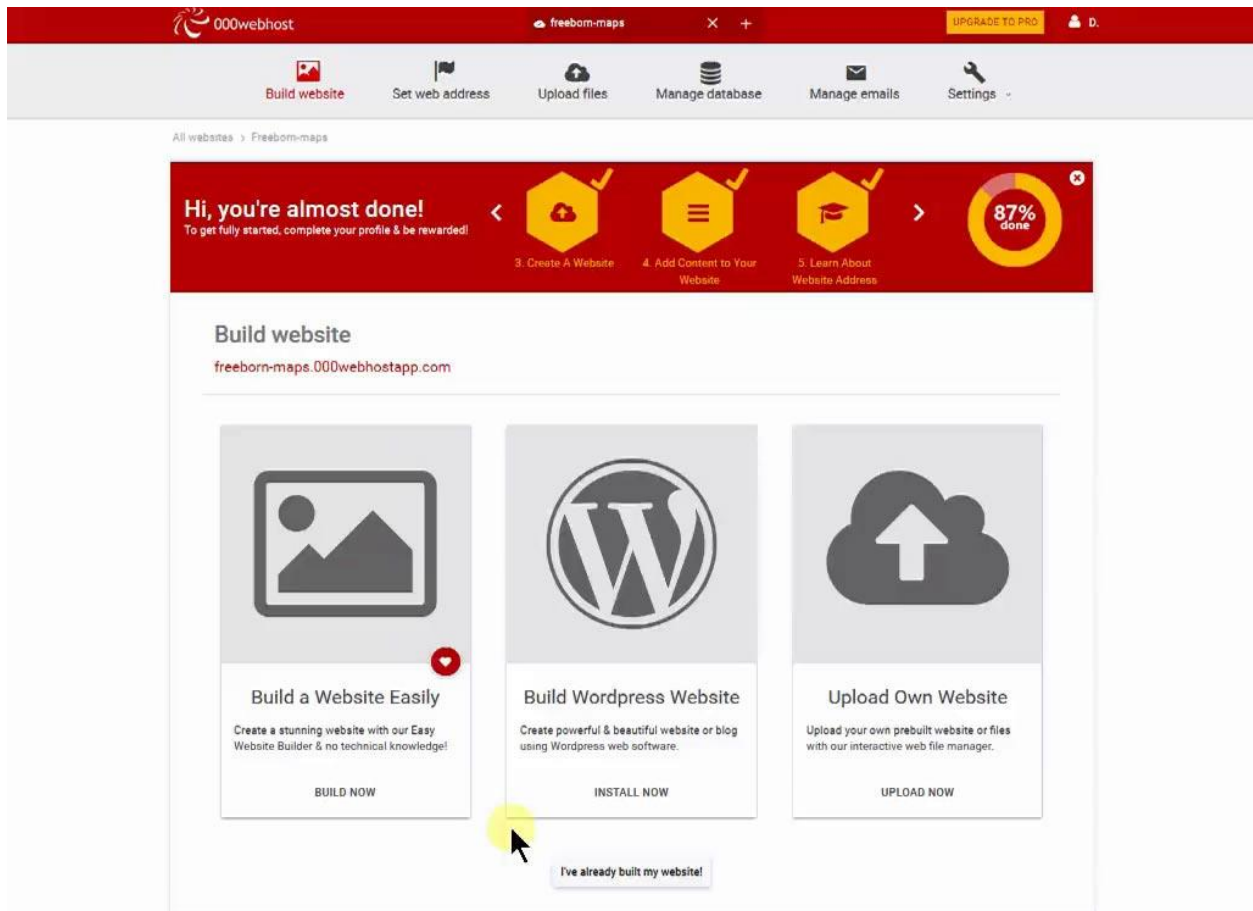 000webhost
freeborn-maps
UPGRADE TO PRO
D.
Build website
Set web address
Upload files
Manage database
Manage emails
Settings
All websites > Freeborn-maps
Hi, you're almost done!
To get fully started, complete your profile & be rewarded!
3. Create A Website
4. Add Content to Your
Website
5. Learn About
Website Address
87%
done
Build website
freeborn-maps.000webhostapp.com
Build a Website Easily
Create a stunning website with our Easy
Website Builder & no technical knowledge!
BUILD NOW
Build Wordpress Website
Create powerful & beautiful website or blog
using Wordpress web software.
INSTALL NOW
Upload Own Website
Upload your own prebuilt website or files
with our interactive web file manager.
UPLOAD NOW
I've already built my website!